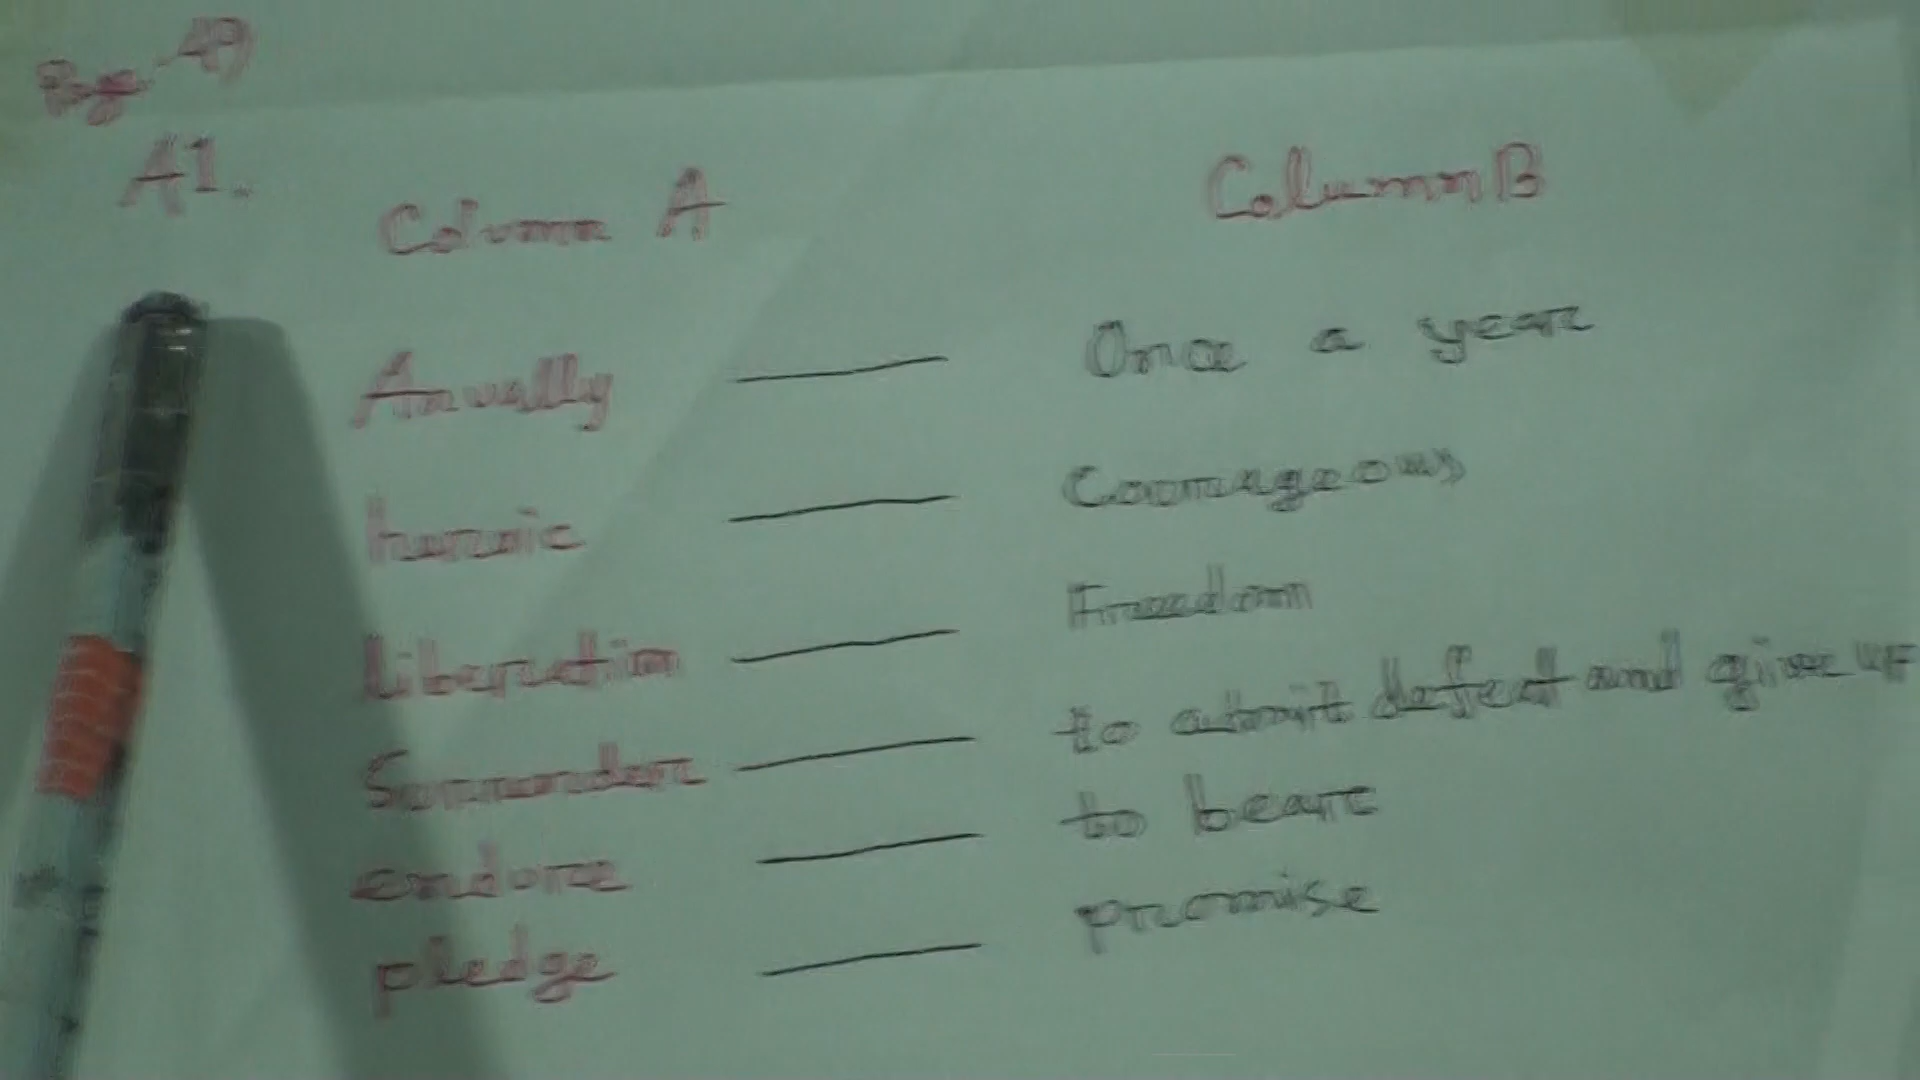 Pg-49
A1.
Column A Column B
Anually Once a year
heroic Courageous
liberation Freedom
Surrender to admit defeat and give up
endure to bear
pledge promise